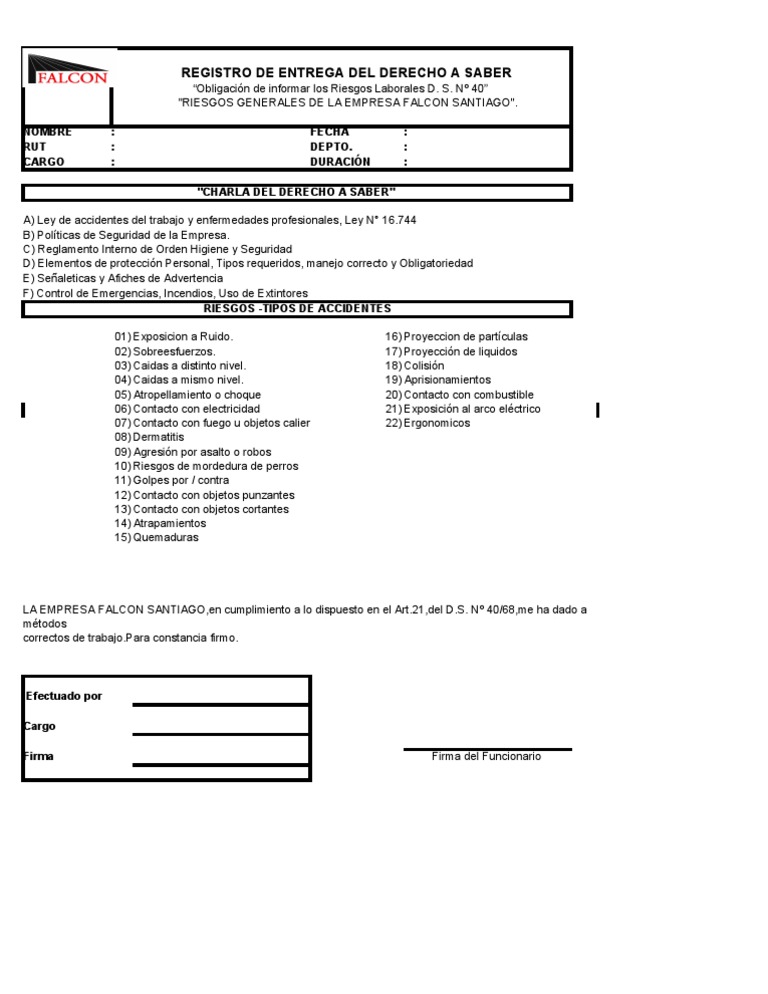 FALCON
REGISTRO DE ENTREGA DEL DERECHO A SABER
"Obligación de informar los Riesgos Laborales D. S. Nº 40"
"RIESGOS GENERALES DE LA EMPRESA FALCON SANTIAGO".
NOMBRE : FECHA :
RUT : DEPTO. :
CARGO : DURACIÓN :
"CHARLA DEL DERECHO A SABER"
A) Ley de accidentes del trabajo y enfermedades profesionales, Ley N° 16.744
B) Políticas de Seguridad de la Empresa.
C) Reglamento Interno de Orden Higiene y Seguridad
D) Elementos de protección Personal, Tipos requeridos, manejo correcto y Obligatoriedad
E) Señaleticas y Afiches de Advertencia
F) Control de Emergencias, Incendios, Uso de Extintores
RIESGOS -TIPOS DE ACCIDENTES
01) Exposicion a Ruido. 16) Proyeccion de partículas
02) Sobreesfuerzos. 17) Proyección de liquidos
03) Caidas a distinto nivel. 18) Colisión
04) Caidas a mismo nivel. 19) Aprisionamientos
05) Atropellamiento o choque 20) Contacto con combustible
06) Contacto con electricidad 21) Exposición al arco eléctrico
07) Contacto con fuego u objetos calier 22) Ergonomicos
08) Dermatitis
09) Agresión por asalto o robos
10) Riesgos de mordedura de perros
11) Golpes por / contra
12) Contacto con objetos punzantes
13) Contacto con objetos cortantes
14) Atrapamientos
15) Quemaduras
LA EMPRESA FALCON SANTIAGO,en cumplimiento a lo dispuesto en el Art.21,del D.S. Nº 40/68,me ha dado a
métodos
correctos de trabajo.Para constancia firmo.
Efectuado por
Cargo
Firma
Firma del Funcionario